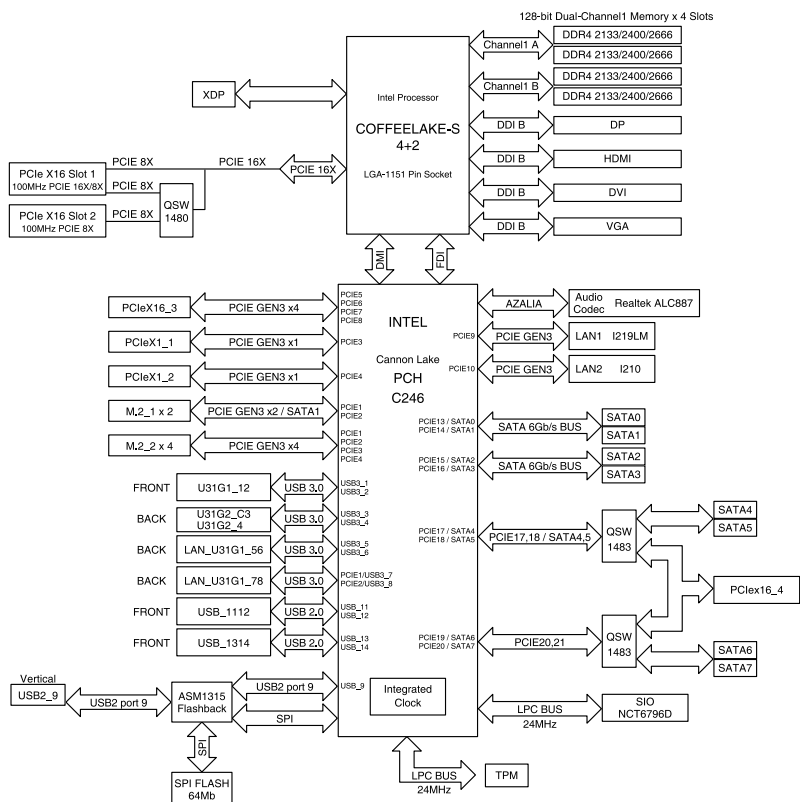 128-bit Dual-Channel1 Memory x 4 Slots
DDR4 2133/2400/2666
Channel1 A
DDR4 2133/2400/2666
Intel Processor
COFFEELAKE-S
4+2
LGA-1151 Pin Socket
XDP
DDR4 2133/2400/2666
Channel1 B
DDR4 2133/2400/2666
DDI B
DP
DDI B
HDMI
DDI B
DVI
DDI B
VGA
PCIe X16 Slot 1
100MHz PCIE 16X/8X
PCIE 8X
PCIE 16X
PCIE 16X
PCIE 8X
QSW
1480
PCIe X16 Slot 2
100MHz PCIE 8X
PCIE 8X
DMI
FDI
INTEL
Cannon Lake
PCH
C246
PCIeX16_3
PCIE GEN3 x4
PCIE5
PCIE6
PCIE7
PCIE8
PCIeX1_1
PCIE GEN3 x1
PCIE3
PCIeX1_2
PCIE GEN3 x1
PCIE4
M.2_1 x 2
PCIE GEN3 x2 / SATA1
PCIE1
PCIE2
M.2_2 x 4
PCIE GEN3 x4
PCIE1
PCIE2
PCIE3
PCIE4
FRONT
U31G1_12
USB 3.0
USB3_1
USB3_2
BACK
U31G2_C3
U31G2_4
USB 3.0
USB3_3
USB3_4
BACK
LAN_U31G1_56
USB 3.0
USB3_5
USB3_6
BACK
LAN_U31G1_78
USB 3.0
PCIE1/USB3_7
PCIE2/USB3_8
FRONT
USB_1112
USB 2.0
USB_11
USB_12
FRONT
USB_1314
USB 2.0
USB_13
USB_14
Vertical
USB2_9
USB2 port 9
ASM1315
Flashback
USB2 port 9
USB_9
SPI
SPI
SPI FLASH
64Mb
Integrated
Clock
AZALIA
Audio
Codec
Realtek ALC887
PCIE9
PCIE GEN3
LAN1 I219LM
PCIE10
PCIE GEN3
LAN2 I210
PCIE13 / SATA0
PCIE14 / SATA1
SATA 6Gb/s BUS
SATA0
SATA1
PCIE15 / SATA2
PCIE16 / SATA3
SATA 6Gb/s BUS
SATA2
SATA3
PCIE17 / SATA4
PCIE18 / SATA5
PCIE17,18 / SATA4,5
QSW
1483
SATA4
SATA5
PCIex16_4
PCIE19 / SATA6
PCIE20 / SATA7
PCIE20,21
QSW
1483
SATA6
SATA7
LPC BUS
24MHz
SIO
NCT6796D
LPC BUS
24MHz
TPM